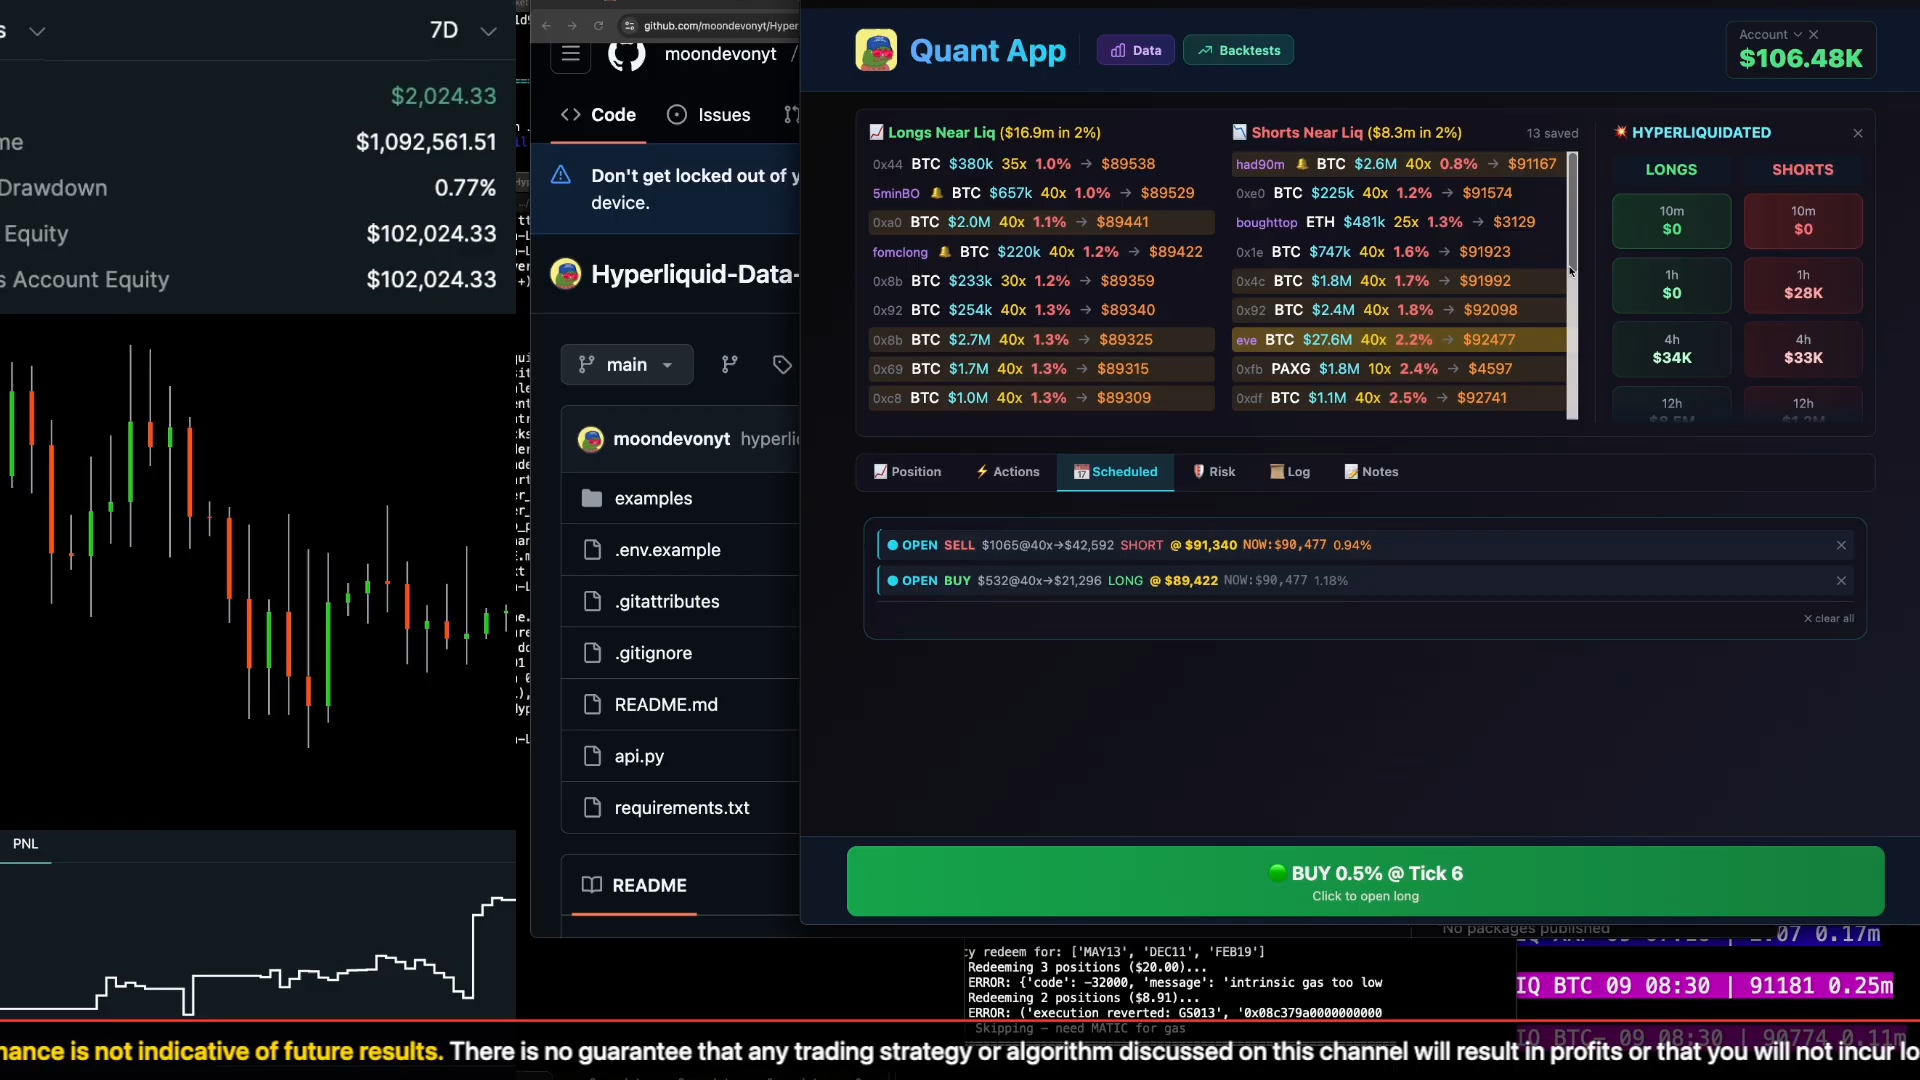 7D
$2,024.33
$1,092,561.51
Drawdown
0.77%
Equity
$102,024.33
Account Equity
$102,024.33
PNL
github.com/moondevonyt/Hyper
moondevonyt /
Code
Issues
Don't get locked out of y
device.
Hyperliquid-Data-
main
moondevonyt hyperli
examples
.env.example
.gitattributes
.gitignore
README.md
api.py
requirements.txt
README
Quant App
Data
Backtests
Account
$106.48K
Longs Near Liq ($16.9m in 2%)
0x44 BTC $380k 35x 1.0% → $89538
5minBO BTC $657k 40x 1.0% → $89529
0xa0 BTC $2.0M 40x 1.1% → $89441
fomclong BTC $220k 40x 1.2% → $89422
0x8b BTC $233k 30x 1.2% → $89359
0x92 BTC $254k 40x 1.3% → $89340
0x8b BTC $2.7M 40x 1.3% → $89325
0x69 BTC $1.7M 40x 1.3% → $89315
0xc8 BTC $1.0M 40x 1.3% → $89309
Shorts Near Liq ($8.3m in 2%)
13 saved
had90m BTC $2.6M 40x 0.8% → $91167
0xe0 BTC $225k 40x 1.2% → $91574
boughttop ETH $481k 25x 1.3% → $3129
0x1e BTC $747k 40x 1.6% → $91923
0x4c BTC $1.8M 40x 1.7% → $91992
0x92 BTC $2.4M 40x 1.8% → $92098
eve BTC $27.6M 40x 2.2% → $92477
0xfb PAXG $1.8M 10x 2.4% → $4597
0xdf BTC $1.1M 40x 2.5% → $92741
HYPERLIQUIDATED
LONGS
SHORTS
10m
$0
10m
$0
1h
$0
1h
$28K
4h
$34K
4h
$33K
12h
12h
Position
Actions
Scheduled
Risk
Log
Notes
OPEN SELL $1065@40x→$42,592 SHORT @ $91,340 NOW:$90,477 0.94%
OPEN BUY $532@40x→$21,296 LONG @ $89,422 NOW:$90,477 1.18%
clear all
BUY 0.5% @ Tick 6
Click to open long
No packages published
cy redeem for: ['MAY13', 'DEC11', 'FEB19']
Redeeming 3 positions ($20.00)...
ERROR: {'code': -32000, 'message': 'intrinsic gas too low
Redeeming 2 positions ($8.91)...
ERROR: ('execution reverted: GS013', '0x08c379a0000000000
Skipping – need MATIC for gas
IQ BTC 09 08:30 | 91181 0.25m
IQ BTC- 09 08:30 | 90774 0.11m
mance is not indicative of future results. There is no guarantee that any trading strategy or algorithm discussed on this channel will result in profits or that you will not incur lo